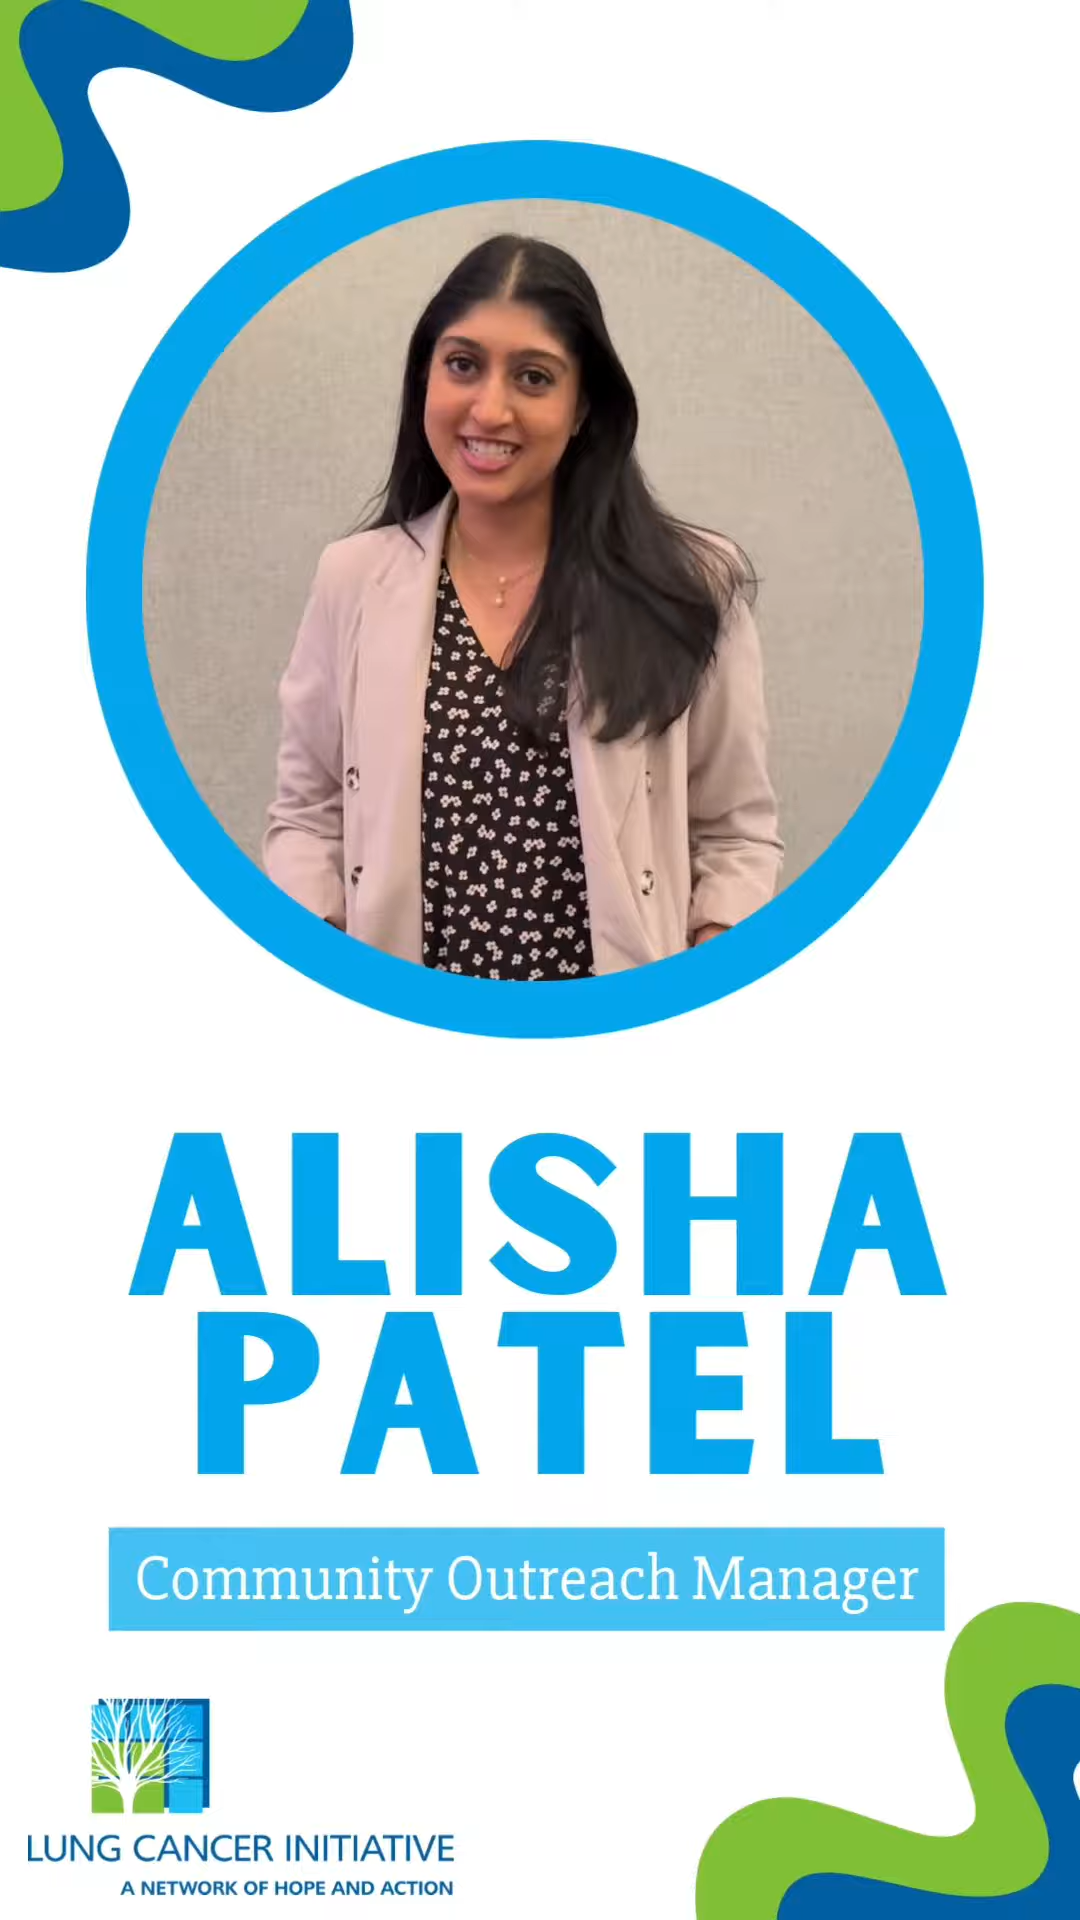 ALISHA
PATEL
Community Outreach Manager
LUNG CANCER INITIATIVE
A NETWORK OF HOPE AND ACTION